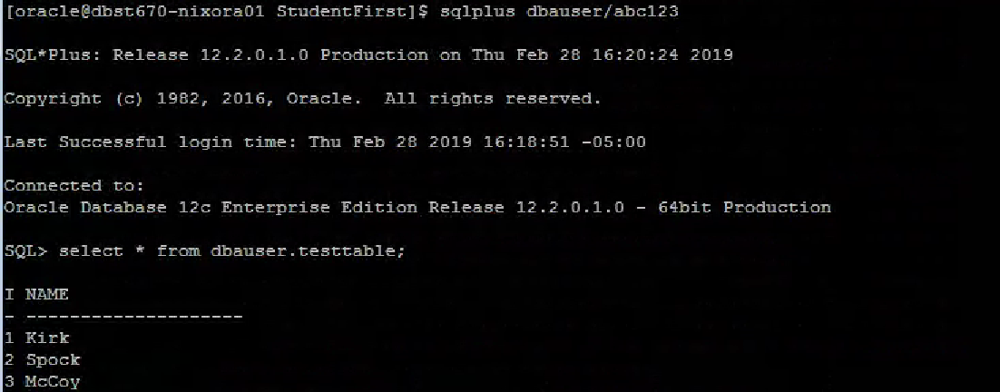 [oracle@dbst670-nixora01 StudentFirst]$ sqlplus dbauser/abc123
SQL*Plus: Release 12.2.0.1.0 Production on Thu Feb 28 16:20:24 2019
Copyright (c) 1982, 2016, Oracle.  All rights reserved.
Last Successful login time: Thu Feb 28 2019 16:18:51 -05:00
Connected to:
Oracle Database 12c Enterprise Edition Release 12.2.0.1.0 - 64bit Production
SQL> select * from dbauser.testtable;
I NAME
- --------------------
1 Kirk
2 Spock
3 McCoy